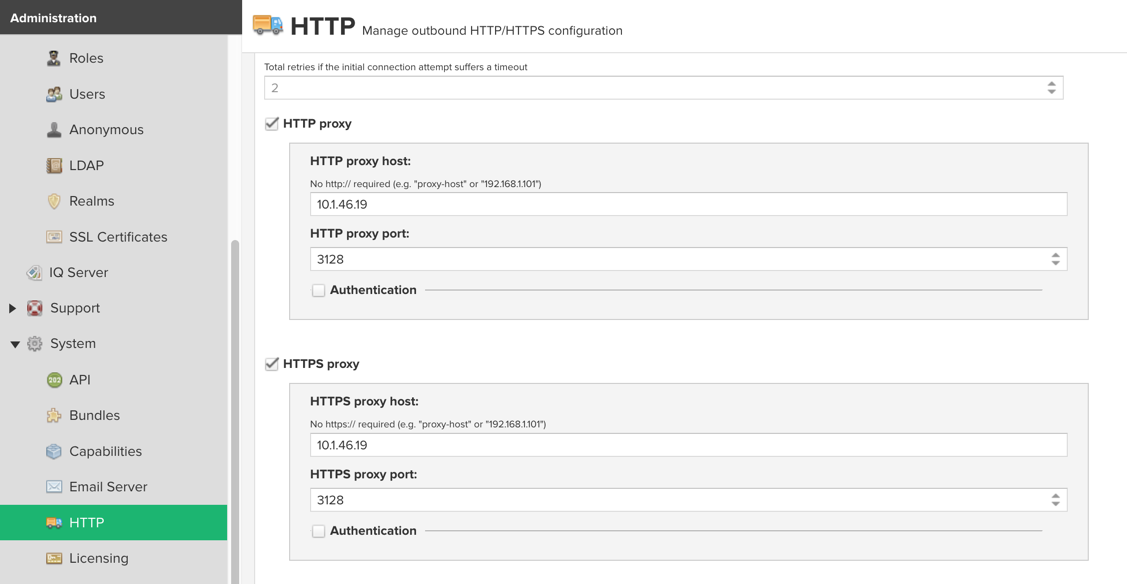 Administration
Roles
Users
Anonymous
LDAP
Realms
SSL Certificates
IQ Server
Support
System
API
Bundles
Capabilities
Email Server
HTTP
Licensing
HTTP Manage outbound HTTP/HTTPS configuration
Total retries if the initial connection attempt suffers a timeout
2
HTTP proxy
HTTP proxy host:
No http:// required (e.g. "proxy-host" or "192.168.1.101")
10.1.46.19
HTTP proxy port:
3128
Authentication
HTTPS proxy
HTTPS proxy host:
No https:// required (e.g. "proxy-host" or "192.168.1.101")
10.1.46.19
HTTPS proxy port:
3128
Authentication